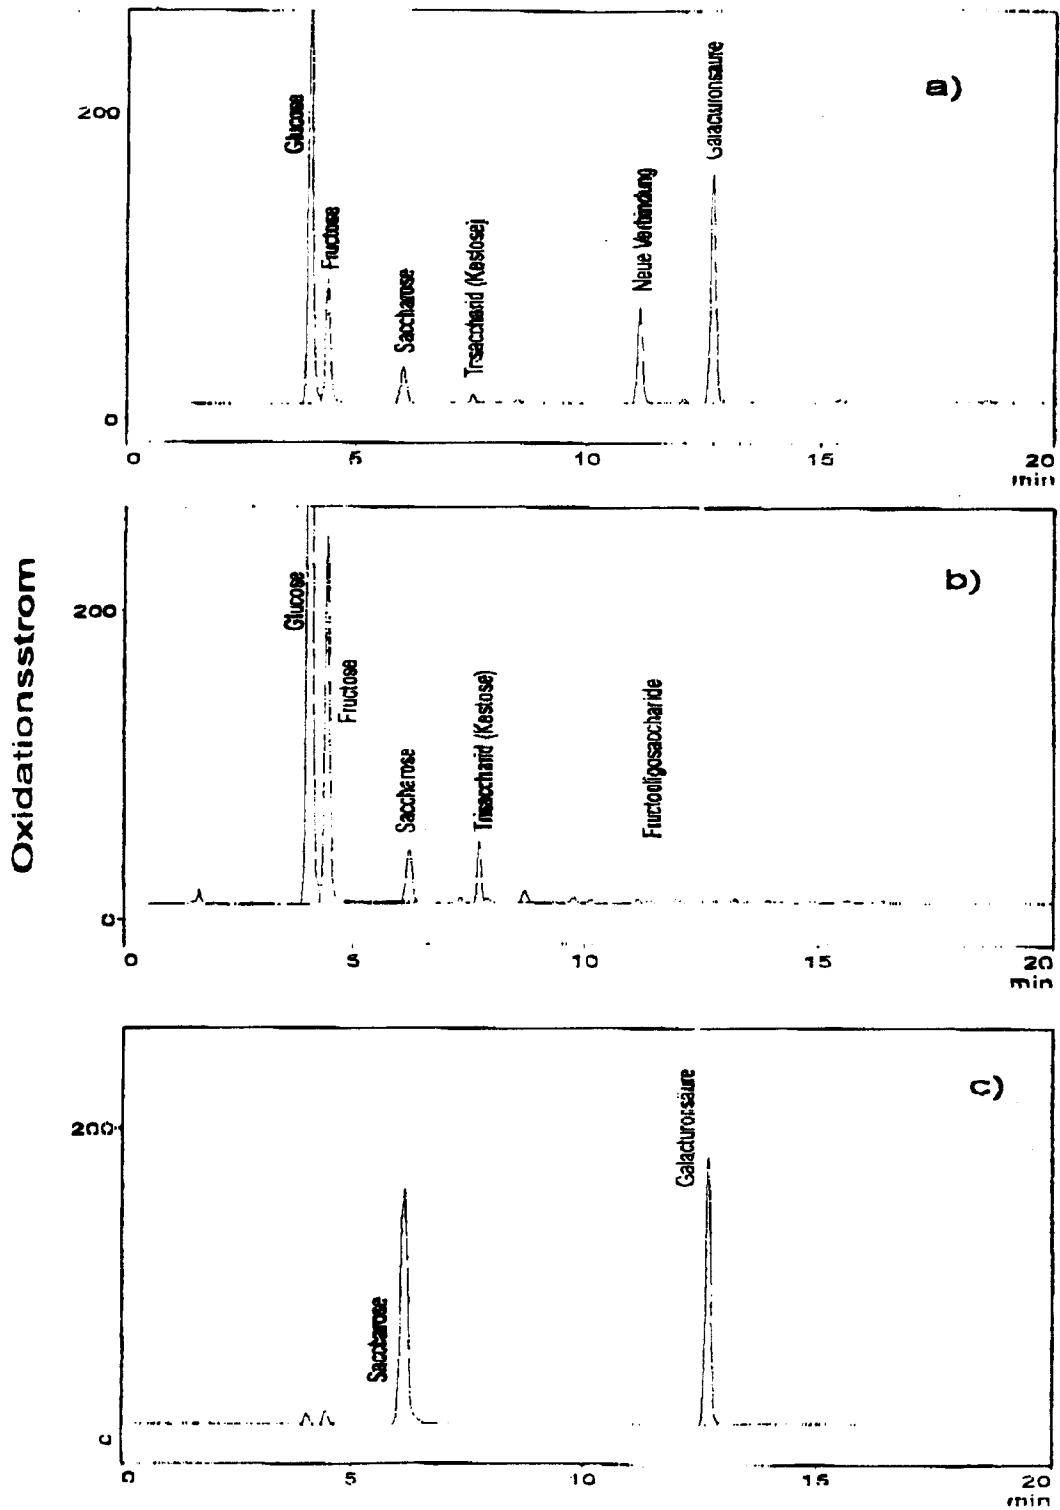 Oxidationsstrom
a)
200
0
Glucose
Fructose
Saccharose
Trisaccharid (Kestose)
Neue Verbindung
Galacturonsäure
0 5 10 15 20
min
b)
200
Glucose
Fructose
Saccharose
Trisaccharid (Kestose)
Fructooligosaccharide
0 5 10 15 20
min
c)
200
Saccharose
Galacturonsäure
0 5 10 15 20
min